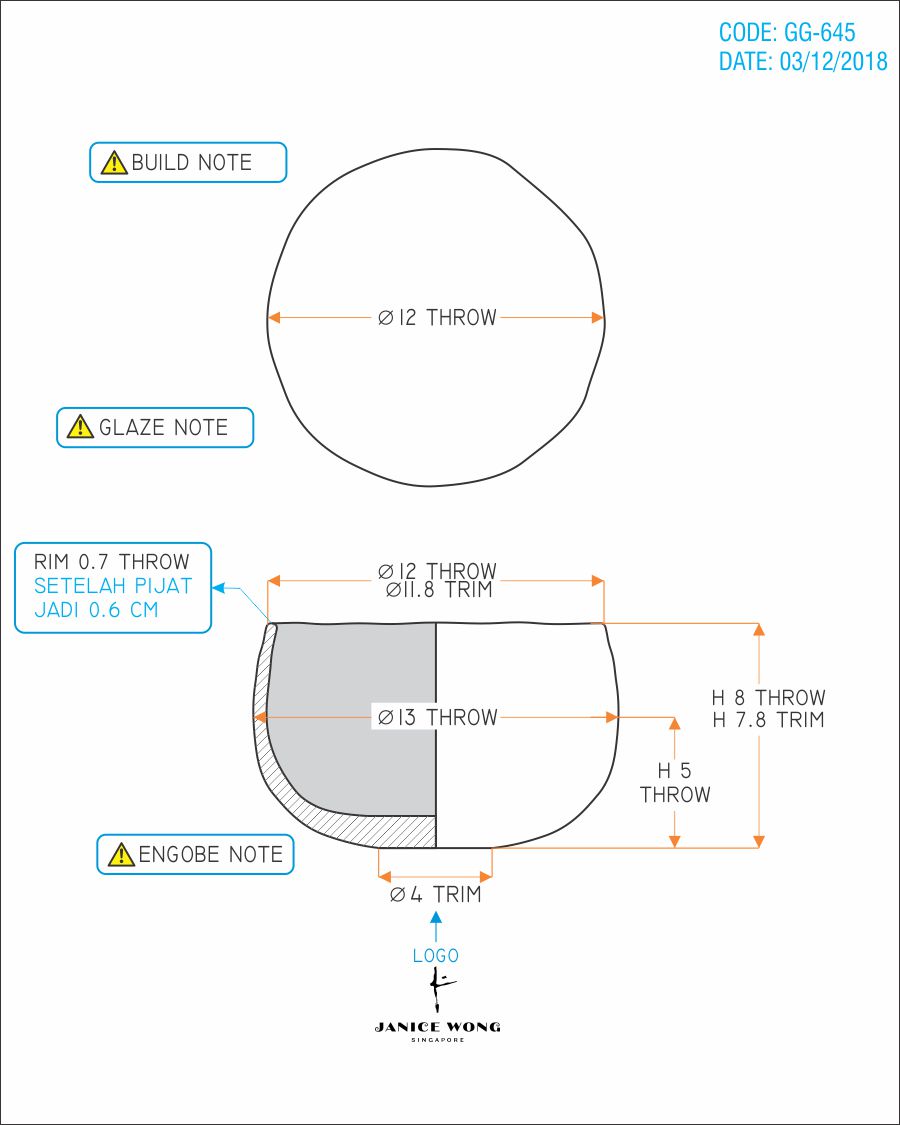 CODE: GG-645
DATE: 03/12/2018
BUILD NOTE
Ø 12 THROW
GLAZE NOTE
RIM 0.7 THROW
SETELAH PIJAT
JADI 0.6 CM
Ø 12 THROW
Ø11.8 TRIM
H 8 THROW
H 7.8 TRIM
Ø 13 THROW
H 5
THROW
ENGOBE NOTE
Ø 4 TRIM
LOGO
JANICE WONG
SINGAPORE